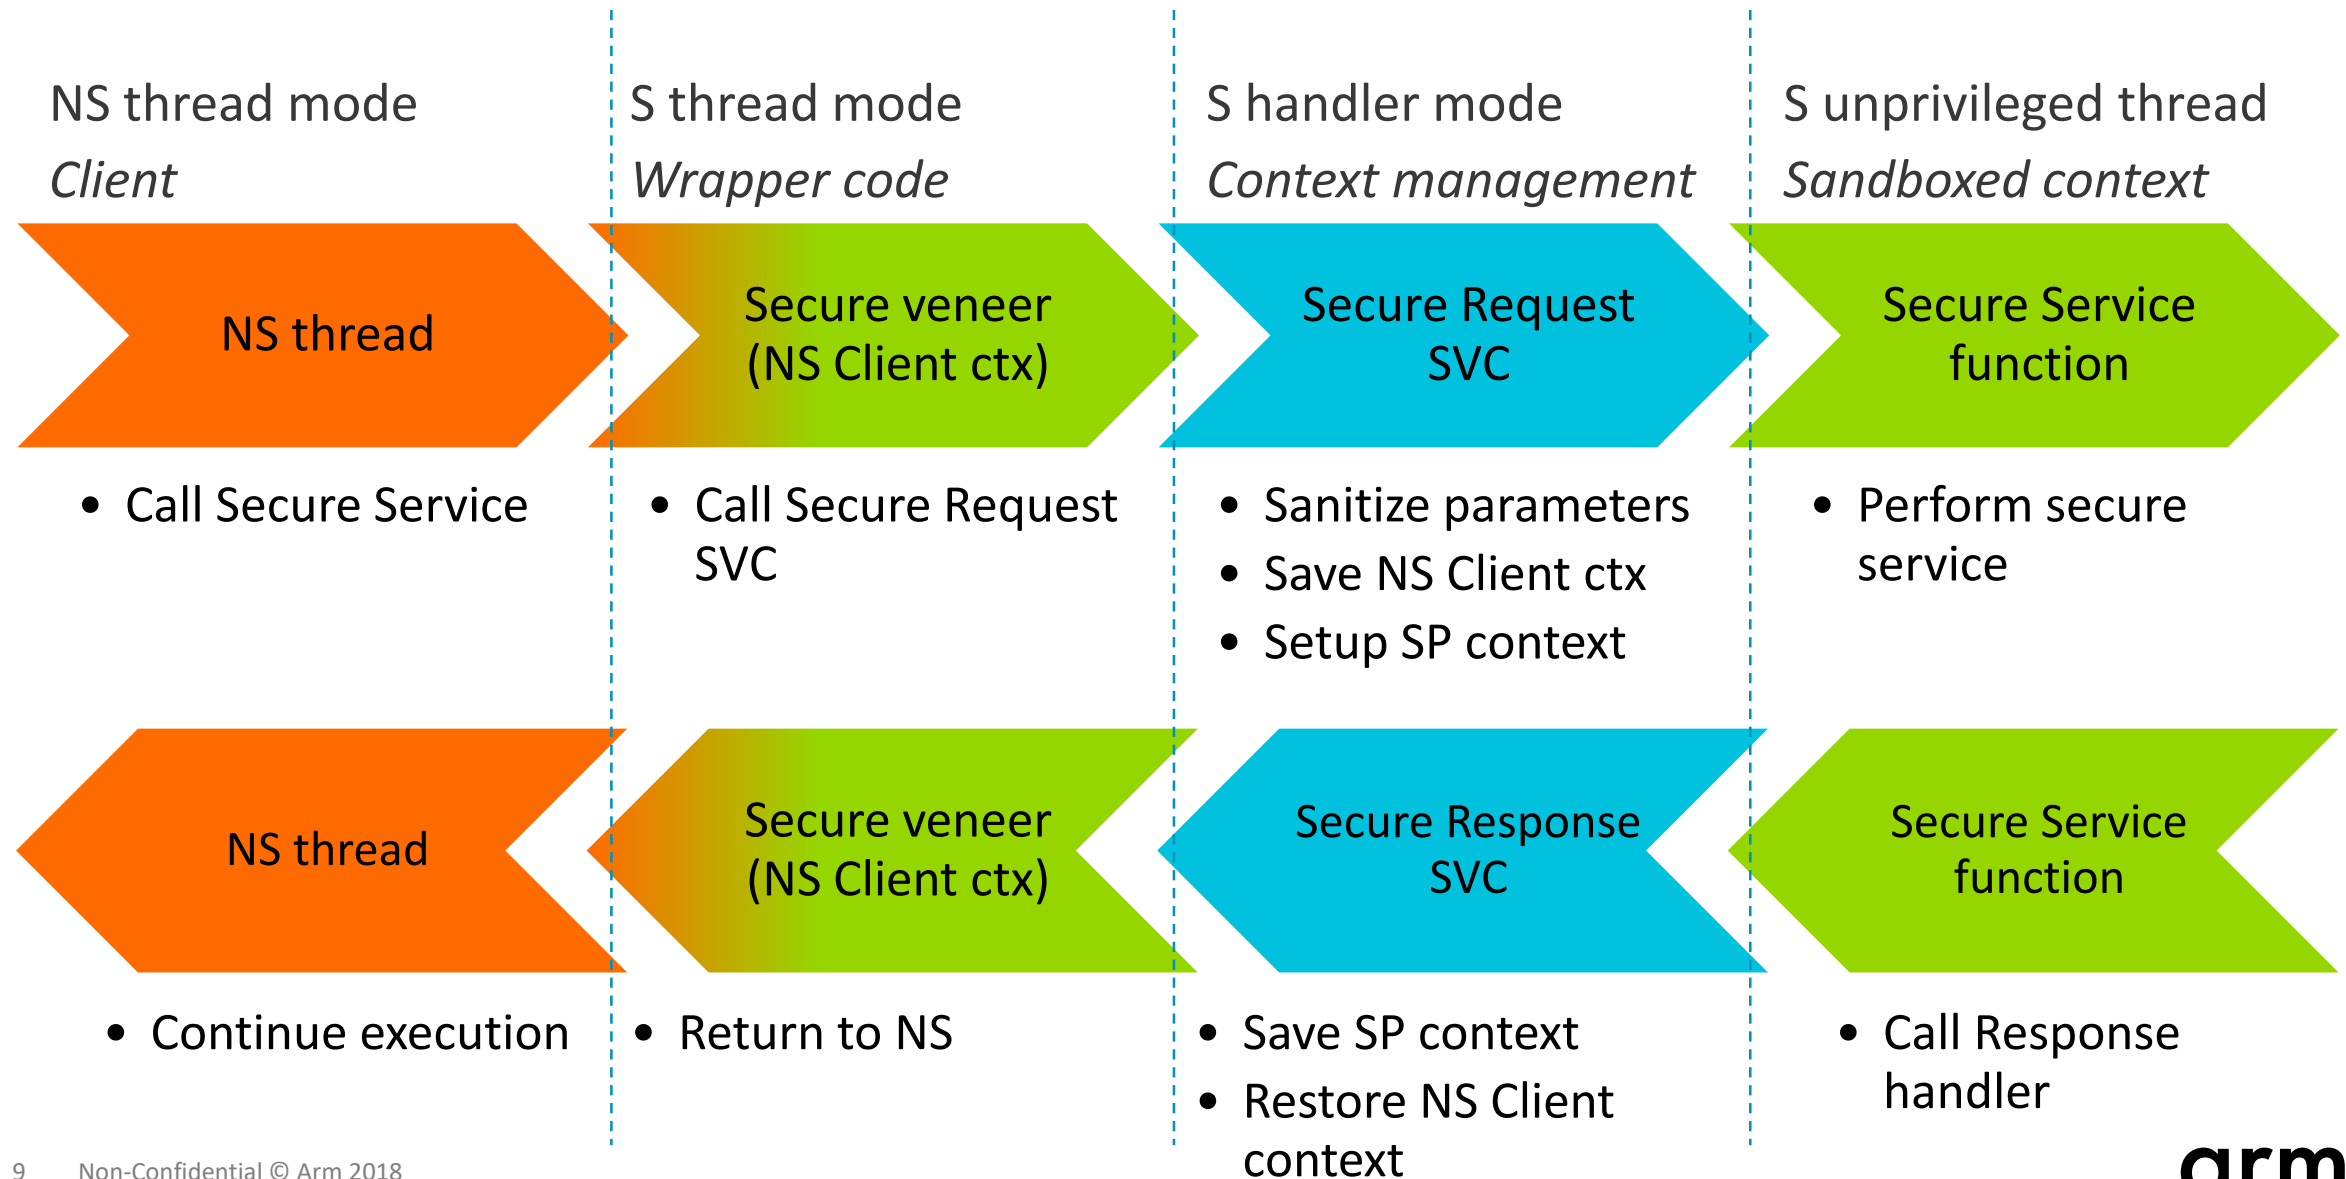 NS thread mode
Client
S thread mode
Wrapper code
S handler mode
Context management
S unprivileged thread
Sandboxed context
NS thread
Secure veneer
(NS Client ctx)
Secure Request
SVC
Secure Service
function
• Call Secure Service
• Call Secure Request
SVC
• Sanitize parameters
• Save NS Client ctx
• Setup SP context
• Perform secure
service
NS thread
Secure veneer
(NS Client ctx)
Secure Response
SVC
Secure Service
function
• Continue execution
• Return to NS
• Save SP context
• Restore NS Client
context
• Call Response
handler
9 Non-Confidential © Arm 2018
arm